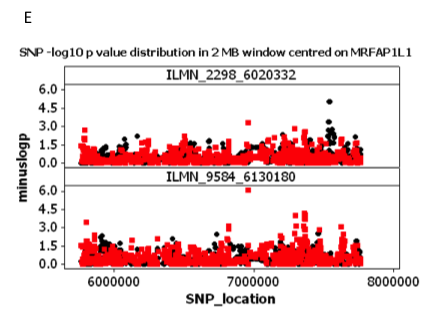 E
SNP -log10 p value distribution in 2 MB window centred on MRFAP1L1
ILMN_2298_6020332
6.0
4.5
3.0
1.5
0.0
minuslogp
ILMN_9584_6130180
6.0
4.5
3.0
1.5
0.0
6000000 7000000 8000000
SNP_location